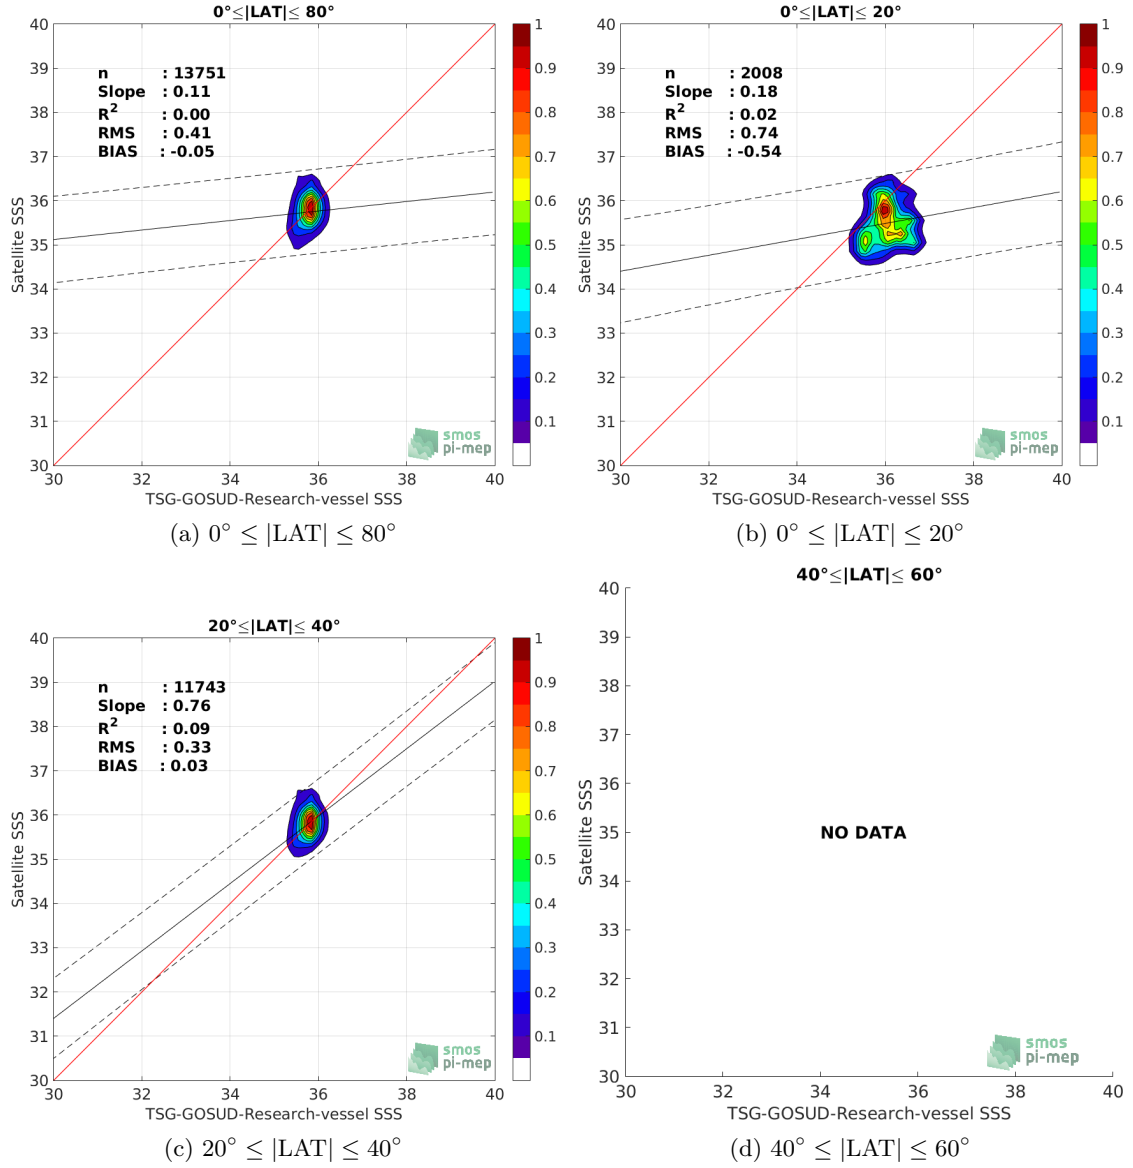 0°≤|LAT|≤ 80°
40
39
38
37
36
35
34
33
32
31
30
n : 13751
Slope : 0.11
R² : 0.00
RMS : 0.41
BIAS : -0.05
Satellite SSS
smos
pi-mep
30 32 34 36 38 40
TSG-GOSUD-Research-vessel SSS
1
0.9
0.8
0.7
0.6
0.5
0.4
0.3
0.2
0.1
(a) 0° ≤ |LAT| ≤ 80°
0°≤|LAT|≤ 20°
40
39
38
37
36
35
34
33
32
31
30
n : 2008
Slope : 0.18
R² : 0.02
RMS : 0.74
BIAS : -0.54
Satellite SSS
smos
pi-mep
30 32 34 36 38 40
TSG-GOSUD-Research-vessel SSS
1
0.9
0.8
0.7
0.6
0.5
0.4
0.3
0.2
0.1
(b) 0° ≤ |LAT| ≤ 20°
20°≤|LAT|≤ 40°
40
39
38
37
36
35
34
33
32
31
30
n : 11743
Slope : 0.76
R² : 0.09
RMS : 0.33
BIAS : 0.03
Satellite SSS
smos
pi-mep
30 32 34 36 38 40
TSG-GOSUD-Research-vessel SSS
1
0.9
0.8
0.7
0.6
0.5
0.4
0.3
0.2
0.1
(c) 20° ≤ |LAT| ≤ 40°
40°≤|LAT|≤ 60°
40
39
38
37
36
35
34
33
32
31
30
NO DATA
Satellite SSS
smos
pi-mep
30 32 34 36 38 40
TSG-GOSUD-Research-vessel SSS
(d) 40° ≤ |LAT| ≤ 60°